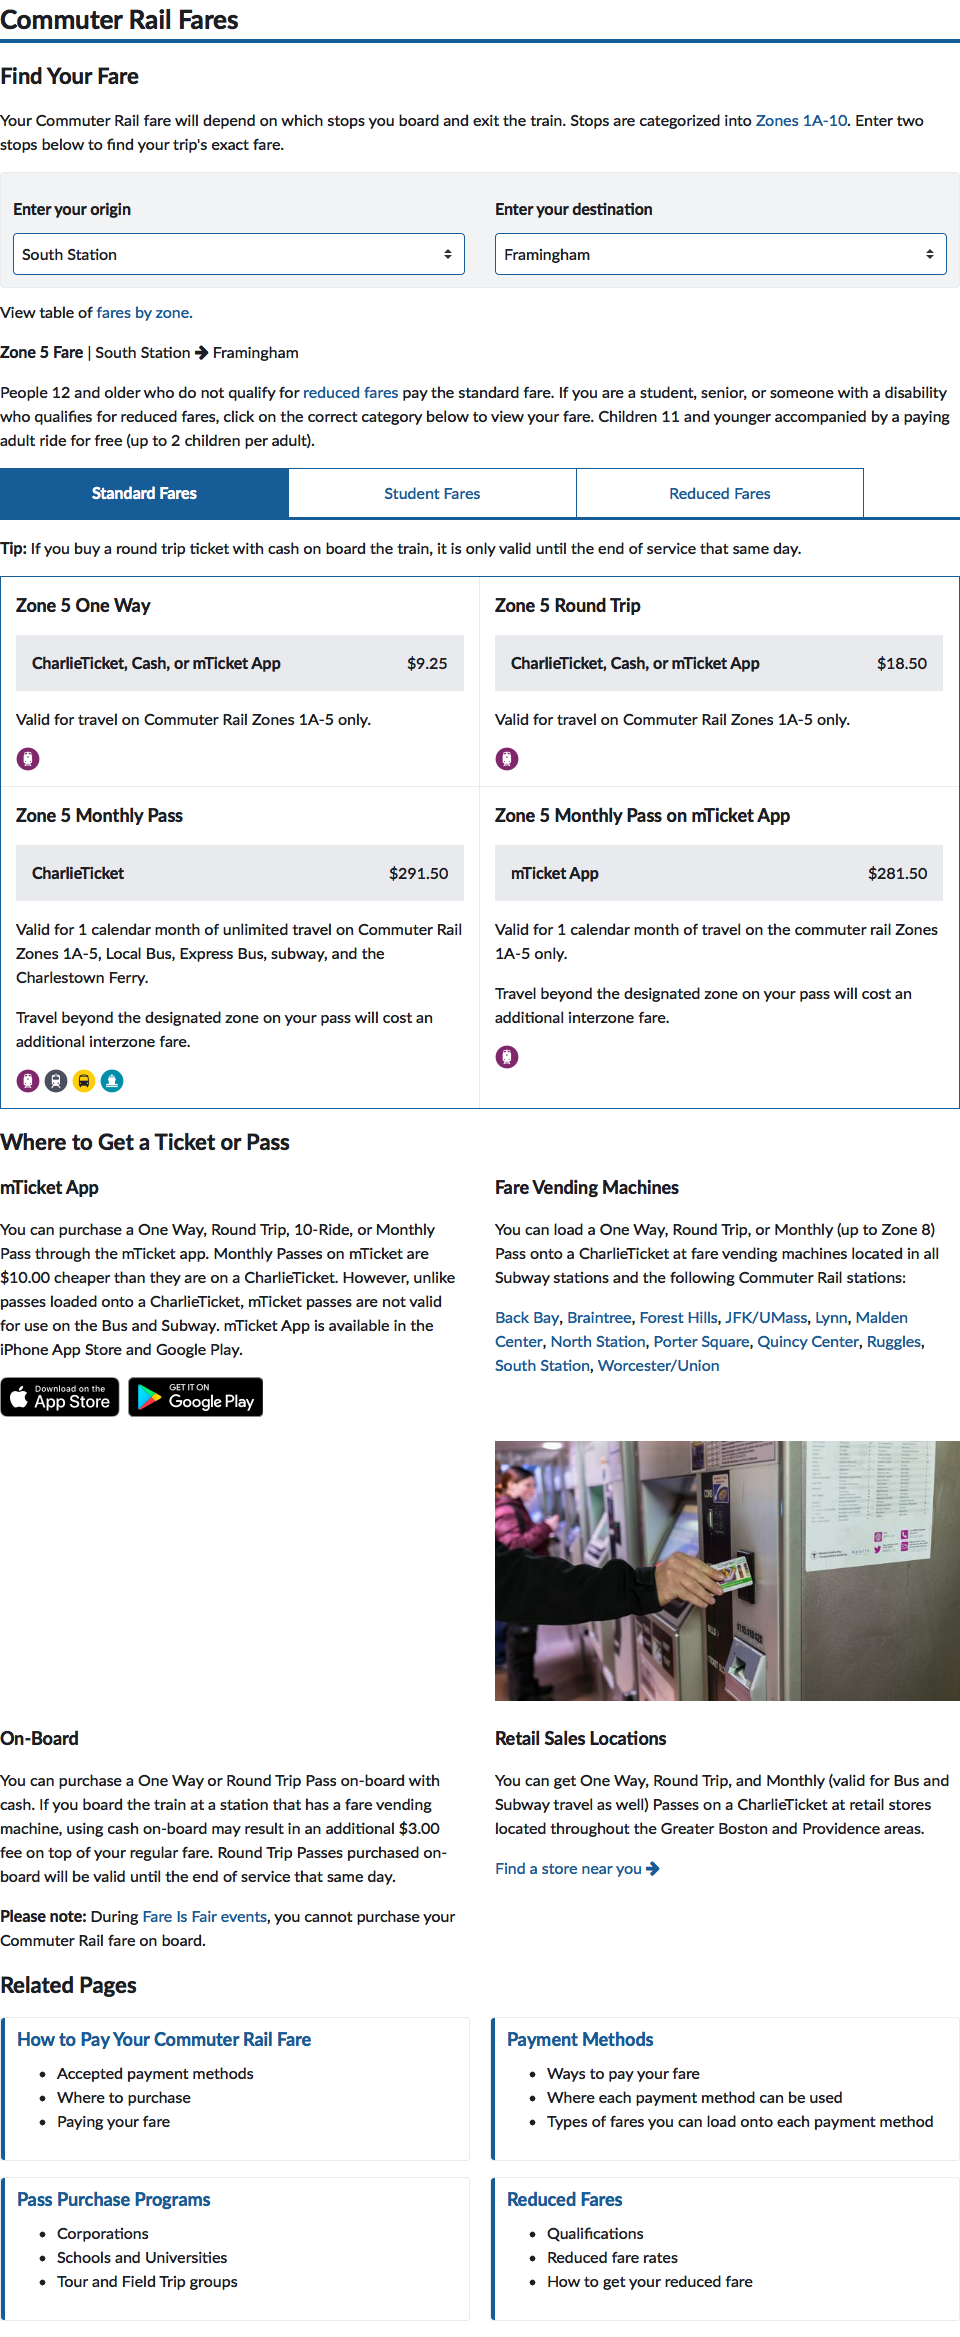 Commuter Rail Fares
Find Your Fare
Your Commuter Rail fare will depend on which stops you board and exit the train. Stops are categorized into Zones 1A-10. Enter two
stops below to find your trip's exact fare.
Enter your origin
South Station
Enter your destination
Framingham
View table of fares by zone.
Zone 5 Fare | South Station → Framingham
People 12 and older who do not qualify for reduced fares pay the standard fare. If you are a student, senior, or someone with a disability
who qualifies for reduced fares, click on the correct category below to view your fare. Children 11 and younger accompanied by a paying
adult ride for free (up to 2 children per adult).
Standard Fares
Student Fares
Reduced Fares
Tip: If you buy a round trip ticket with cash on board the train, it is only valid until the end of service that same day.
Zone 5 One Way
CharlieTicket, Cash, or mTicket App $9.25
Valid for travel on Commuter Rail Zones 1A-5 only.
Zone 5 Round Trip
CharlieTicket, Cash, or mTicket App $18.50
Valid for travel on Commuter Rail Zones 1A-5 only.
Zone 5 Monthly Pass
CharlieTicket $291.50
Valid for 1 calendar month of unlimited travel on Commuter Rail
Zones 1A-5, Local Bus, Express Bus, subway, and the
Charlestown Ferry.
Travel beyond the designated zone on your pass will cost an
additional interzone fare.
Zone 5 Monthly Pass on mTicket App
mTicket App $281.50
Valid for 1 calendar month of travel on the commuter rail Zones
1A-5 only.
Travel beyond the designated zone on your pass will cost an
additional interzone fare.
Where to Get a Ticket or Pass
mTicket App
You can purchase a One Way, Round Trip, 10-Ride, or Monthly
Pass through the mTicket app. Monthly Passes on mTicket are
$10.00 cheaper than they are on a CharlieTicket. However, unlike
passes loaded onto a CharlieTicket, mTicket passes are not valid
for use on the Bus and Subway. mTicket App is available in the
iPhone App Store and Google Play.
Download on the
App Store
GET IT ON
Google Play
Fare Vending Machines
You can load a One Way, Round Trip, or Monthly (up to Zone 8)
Pass onto a CharlieTicket at fare vending machines located in all
Subway stations and the following Commuter Rail stations:
Back Bay, Braintree, Forest Hills, JFK/UMass, Lynn, Malden
Center, North Station, Porter Square, Quincy Center, Ruggles,
South Station, Worcester/Union
On-Board
You can purchase a One Way or Round Trip Pass on-board with
cash. If you board the train at a station that has a fare vending
machine, using cash on-board may result in an additional $3.00
fee on top of your regular fare. Round Trip Passes purchased on-
board will be valid until the end of service that same day.
Please note: During Fare Is Fair events, you cannot purchase your
Commuter Rail fare on board.
Retail Sales Locations
You can get One Way, Round Trip, and Monthly (valid for Bus and
Subway travel as well) Passes on a CharlieTicket at retail stores
located throughout the Greater Boston and Providence areas.
Find a store near you →
Related Pages
How to Pay Your Commuter Rail Fare
• Accepted payment methods
• Where to purchase
• Paying your fare
Payment Methods
• Ways to pay your fare
• Where each payment method can be used
• Types of fares you can load onto each payment method
Pass Purchase Programs
• Corporations
• Schools and Universities
• Tour and Field Trip groups
Reduced Fares
• Qualifications
• Reduced fare rates
• How to get your reduced fare